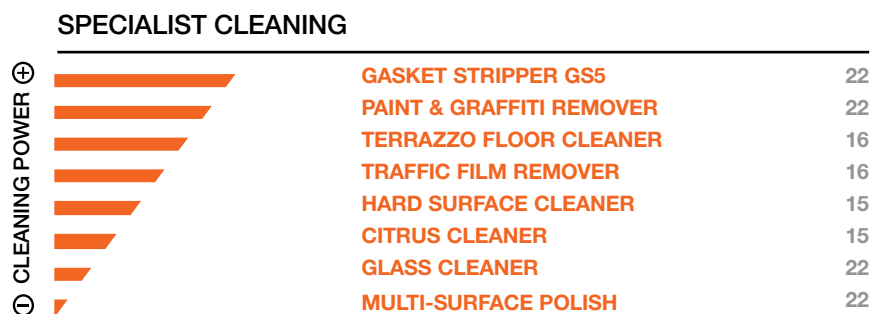 SPECIALIST CLEANING
CLEANING POWER
GASKET STRIPPER GS5 22
PAINT & GRAFFITI REMOVER 22
TERRAZZO FLOOR CLEANER 16
TRAFFIC FILM REMOVER 16
HARD SURFACE CLEANER 15
CITRUS CLEANER 15
GLASS CLEANER 22
MULTI-SURFACE POLISH 22